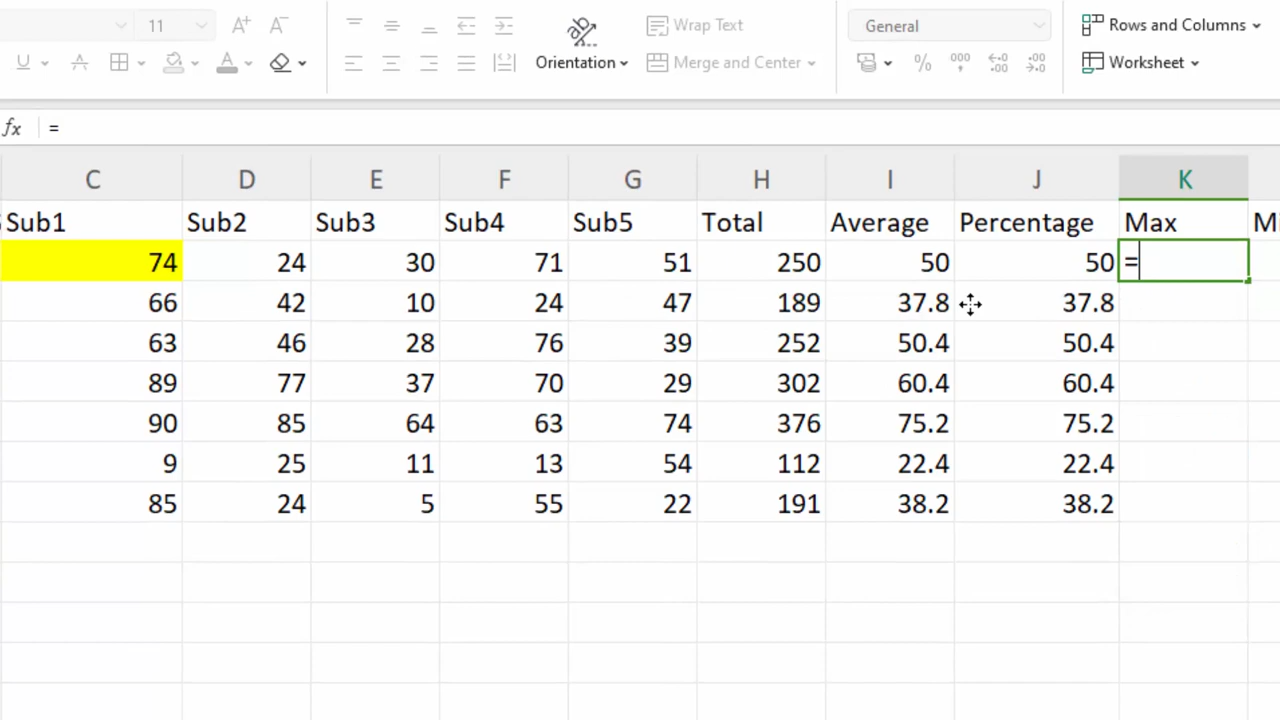 11 A+ A- Wrap Text General Rows and Columns
U A A Orientation Merge and Center % 000 Worksheet
fx =
C D E F G H I J K
Sub1 Sub2 Sub3 Sub4 Sub5 Total Average Percentage Max Mi
74 24 30 71 51 250 50 50 =
66 42 10 24 47 189 37.8 37.8
63 46 28 76 39 252 50.4 50.4
89 77 37 70 29 302 60.4 60.4
90 85 64 63 74 376 75.2 75.2
9 25 11 13 54 112 22.4 22.4
85 24 5 55 22 191 38.2 38.2